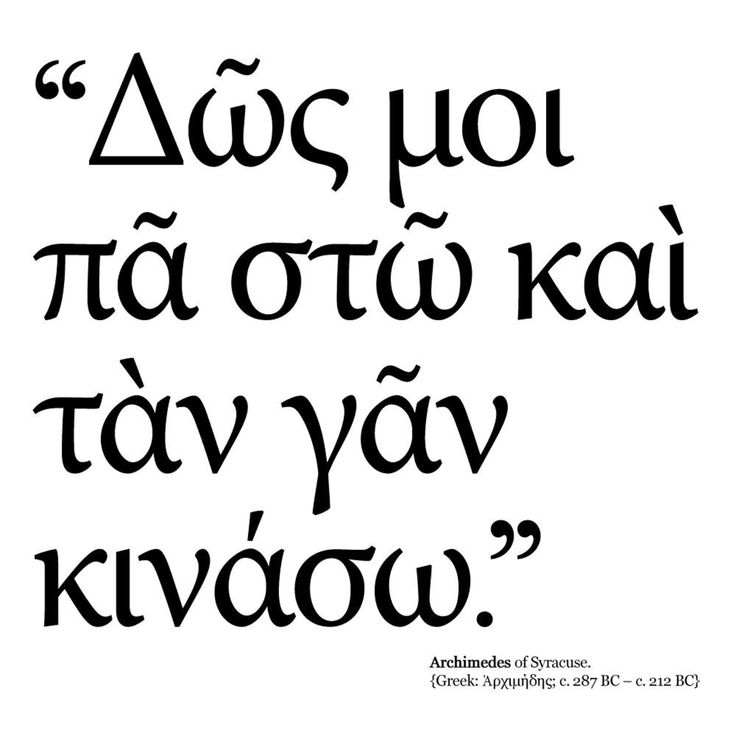 “Δῶς μοι
πᾶ στῶ καὶ
τὰν γᾶν
κινάσω.”
Archimedes of Syracuse.
{Greek: Ἀρχιμήδης; c. 287 BC – c. 212 BC}